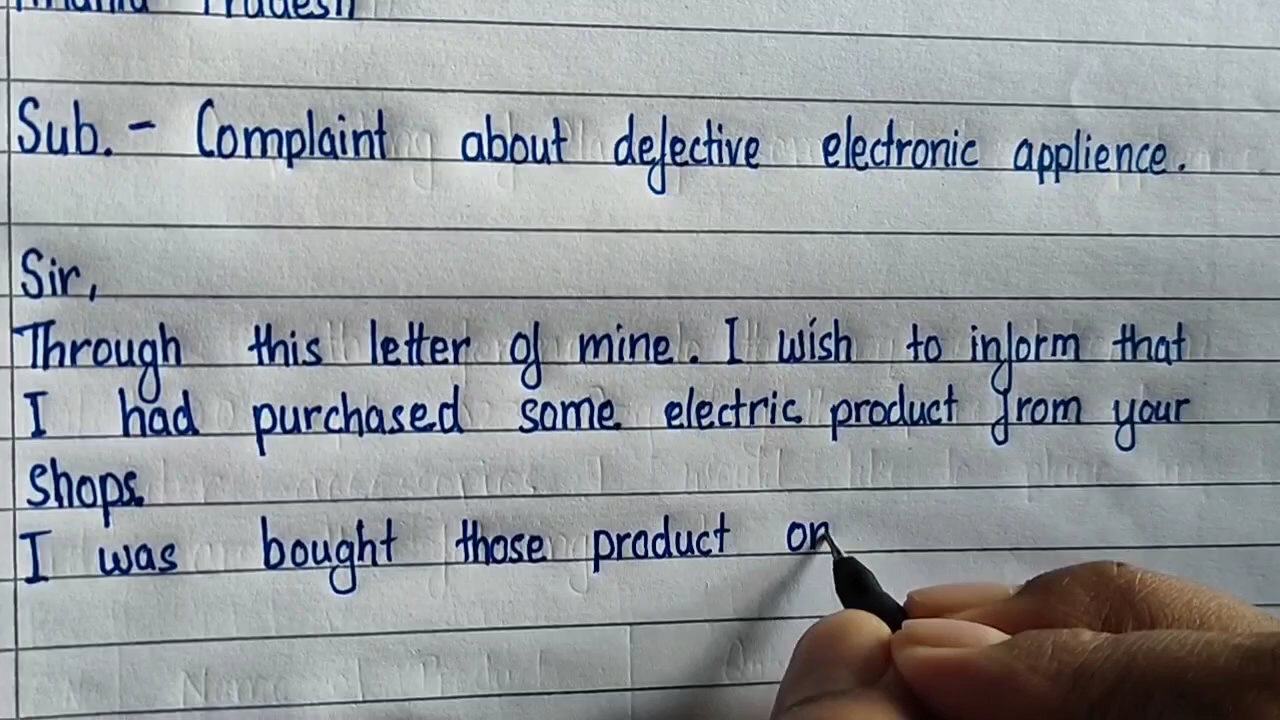 Pradesh
Sub. - Complaint about defective electronic applience.
Sir,
Through this letter of mine. I wish to inform that
I had purchased some electric product from your
shops.
I was bought those product on